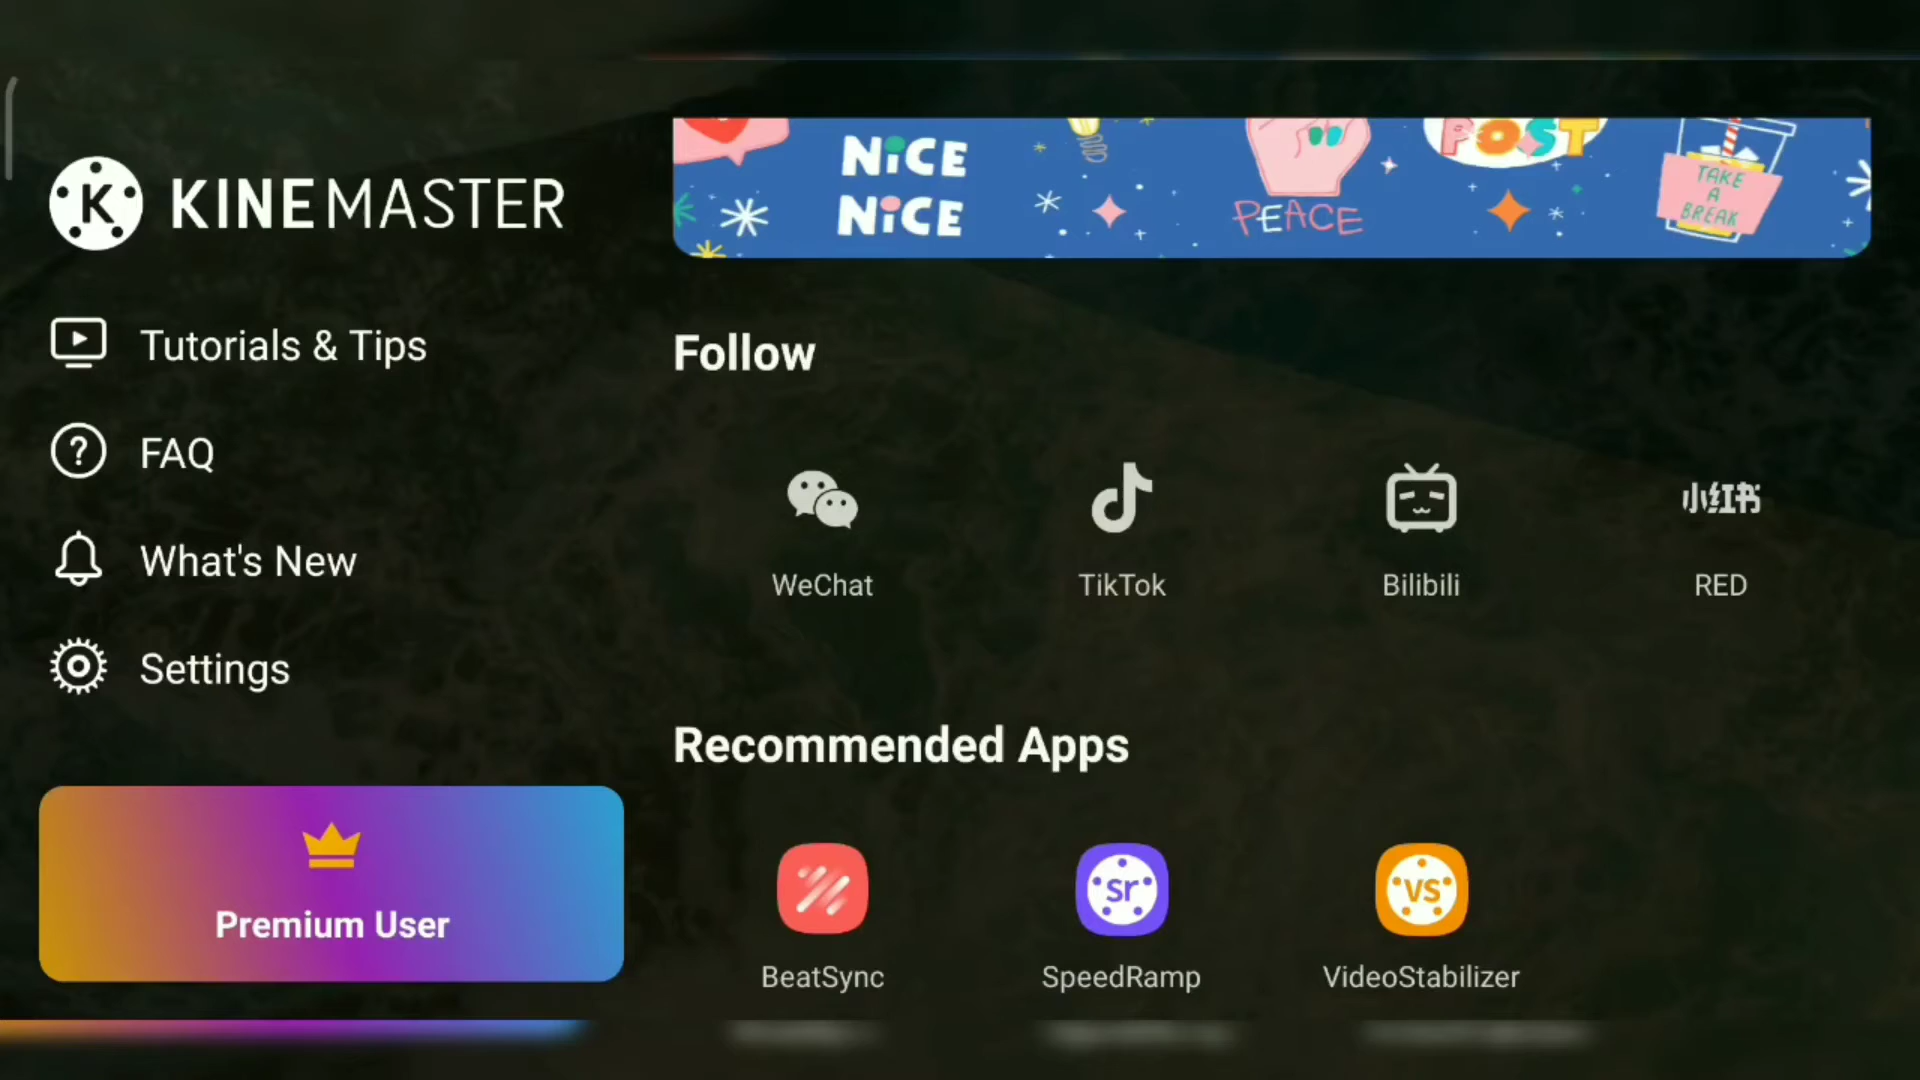 K KINEMASTER
Tutorials & Tips
FAQ
What's New
Settings
Premium User
NiCE
NiCE
PEACE
POST
TAKE
A
BREAK
Follow
WeChat
TikTok
Bilibili
小红书
RED
Recommended Apps
Sr
VS
BeatSync
SpeedRamp
VideoStabilizer